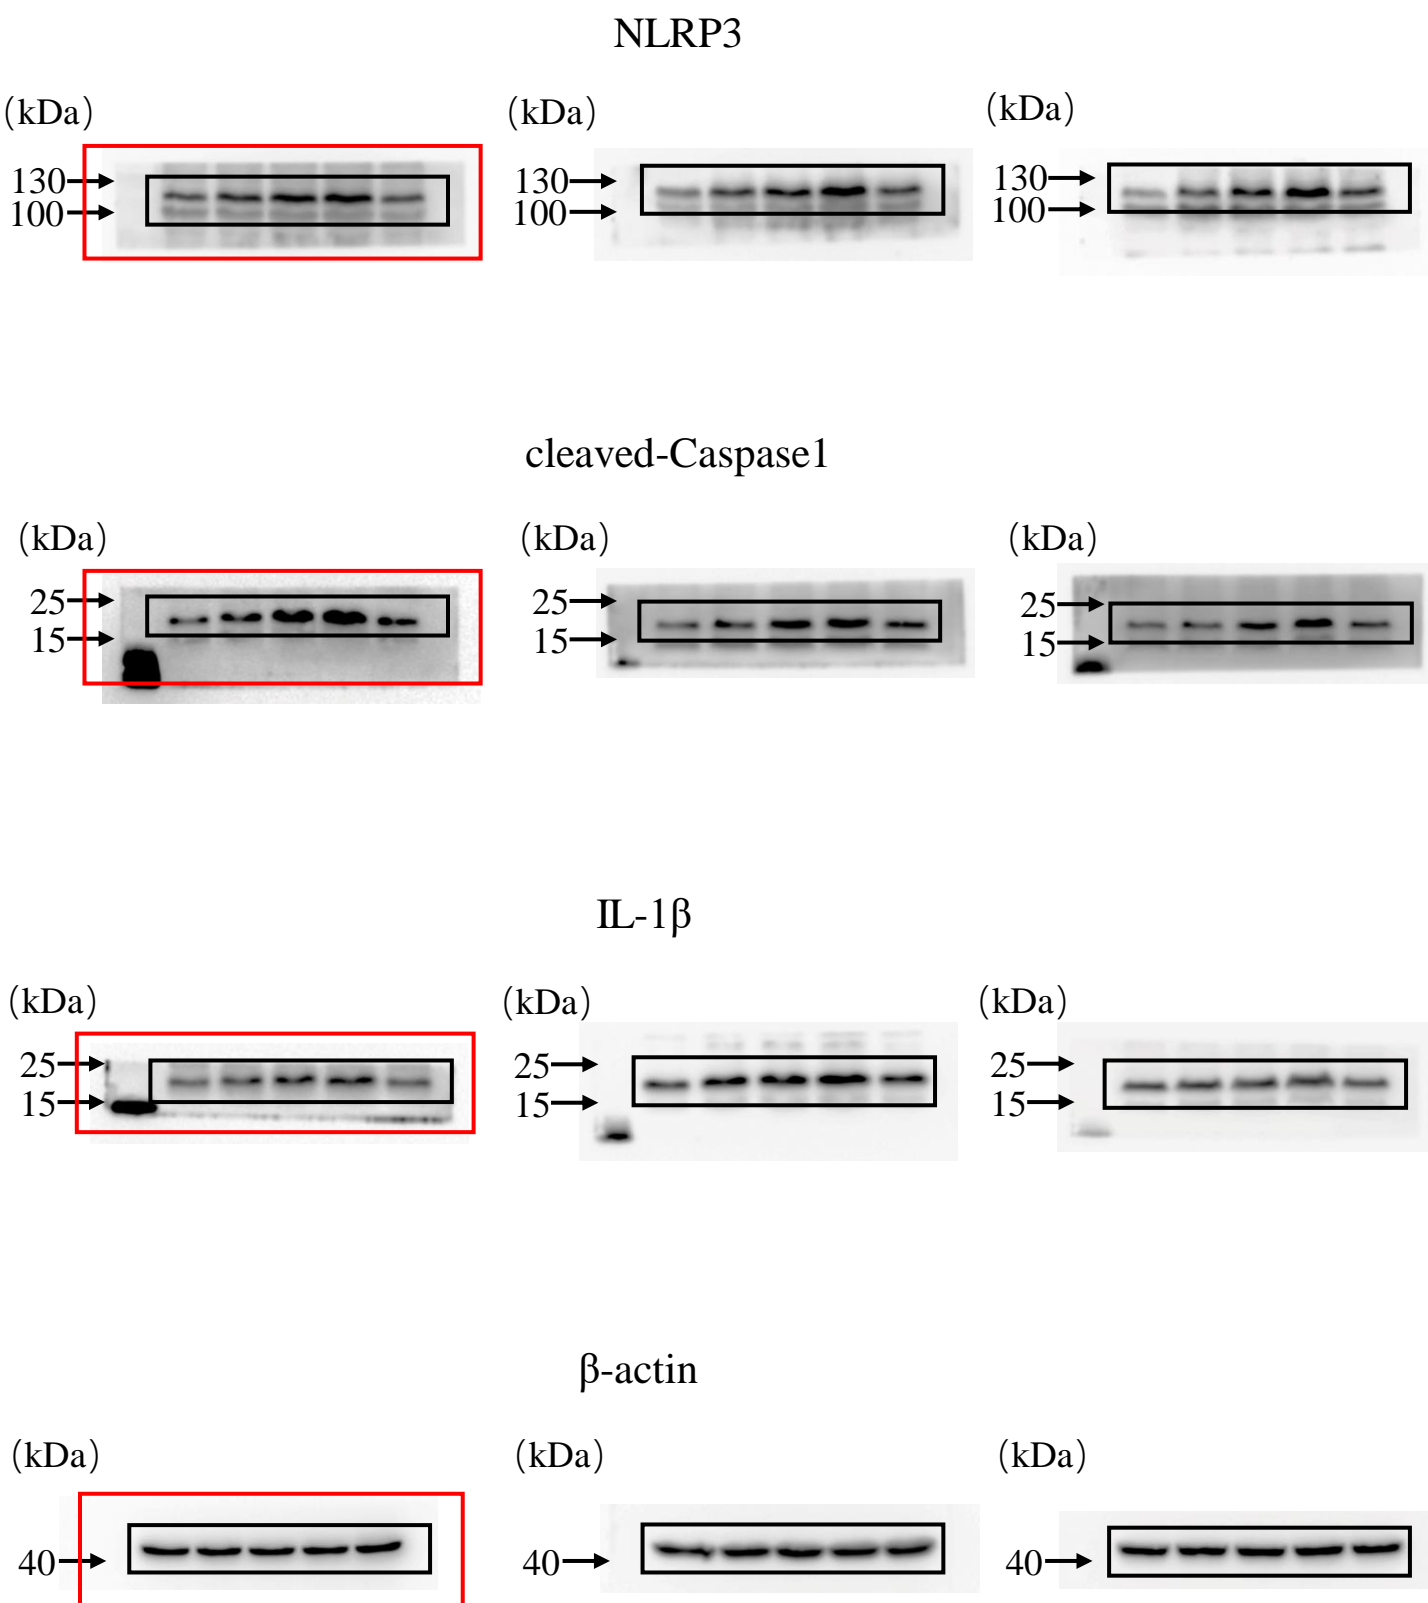 NLRP3
（kDa） （kDa） （kDa）
130 130 130
100 100 100
cleaved-Caspase1
（kDa） （kDa） （kDa）
25 25 25
15 15 15
IL-1β
（kDa） （kDa） （kDa）
25 25 25
15 15 15
β-actin
（kDa） （kDa） （kDa）
40 40 40